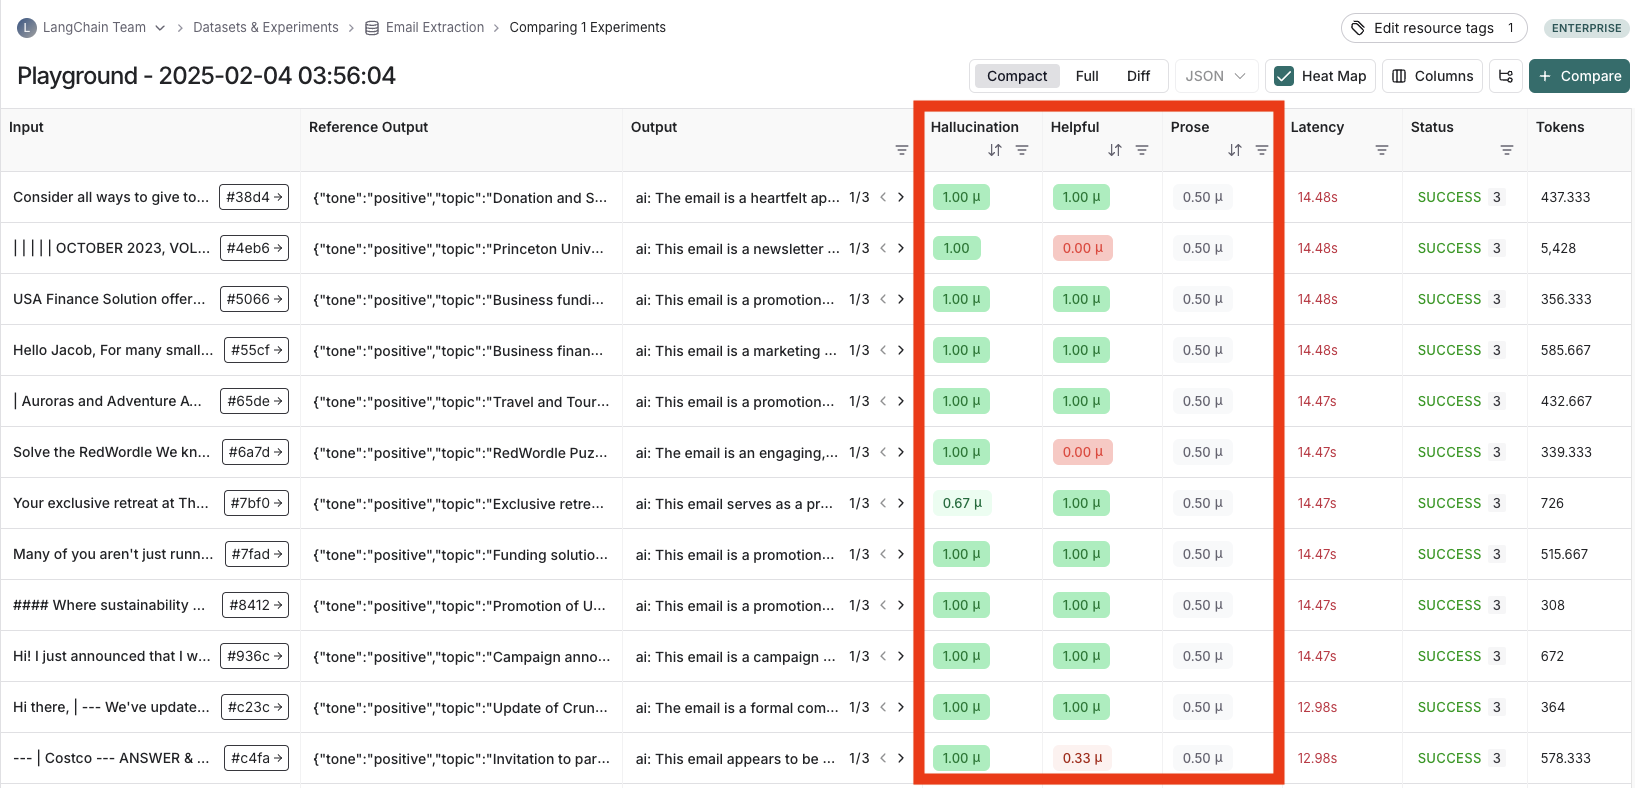 L LangChain Team > Datasets & Experiments > Email Extraction > Comparing 1 Experiments
Edit resource tags 1
ENTERPRISE
Playground - 2025-02-04 03:56:04
Compact Full Diff JSON Heat Map Columns + Compare
Input Reference Output Output Hallucination Helpful Prose Latency Status Tokens
Consider all ways to give to... #38d4 → {"tone":"positive","topic":"Donation and S... ai: The email is a heartfelt ap... 1/3 < > 1.00 μ 1.00 μ 0.50 μ 14.48s SUCCESS 3 437.333
| | | | | OCTOBER 2023, VOL... #4eb6 → {"tone":"positive","topic":"Princeton Univ... ai: This email is a newsletter ... 1/3 < > 1.00 0.00 μ 0.50 μ 14.48s SUCCESS 3 5,428
USA Finance Solution offer... #5066 → {"tone":"positive","topic":"Business fundi... ai: This email is a promotion... 1/3 < > 1.00 μ 1.00 μ 0.50 μ 14.48s SUCCESS 3 356.333
Hello Jacob, For many small... #55cf → {"tone":"positive","topic":"Business finan... ai: This email is a marketing ... 1/3 < > 1.00 μ 1.00 μ 0.50 μ 14.48s SUCCESS 3 585.667
| Auroras and Adventure A... #65de → {"tone":"positive","topic":"Travel and Tour... ai: This email is a promotion... 1/3 < > 1.00 μ 1.00 μ 0.50 μ 14.47s SUCCESS 3 432.667
Solve the RedWordle We kn... #6a7d → {"tone":"positive","topic":"RedWordle Puz... ai: The email is an engaging,... 1/3 < > 1.00 μ 0.00 μ 0.50 μ 14.47s SUCCESS 3 339.333
Your exclusive retreat at Th... #7bf0 → {"tone":"positive","topic":"Exclusive retre... ai: This email serves as a pr... 1/3 < > 0.67 μ 1.00 μ 0.50 μ 14.47s SUCCESS 3 726
Many of you aren't just runn... #7fad → {"tone":"positive","topic":"Funding solutio... ai: This email is a promotion... 1/3 < > 1.00 μ 1.00 μ 0.50 μ 14.47s SUCCESS 3 515.667
#### Where sustainability ... #8412 → {"tone":"positive","topic":"Promotion of U... ai: This email is a promotion... 1/3 < > 1.00 μ 1.00 μ 0.50 μ 14.47s SUCCESS 3 308
Hi! I just announced that I w... #936c → {"tone":"positive","topic":"Campaign anno... ai: This email is a campaign ... 1/3 < > 1.00 μ 1.00 μ 0.50 μ 14.47s SUCCESS 3 672
Hi there, | --- We've update... #c23c → {"tone":"positive","topic":"Update of Crun... ai: The email is a formal com... 1/3 < > 1.00 μ 1.00 μ 0.50 μ 12.98s SUCCESS 3 364
--- | Costco --- ANSWER & ... #c4fa → {"tone":"positive","topic":"Invitation to par... ai: This email appears to be ... 1/3 < > 1.00 μ 0.33 μ 0.50 μ 12.98s SUCCESS 3 578.333